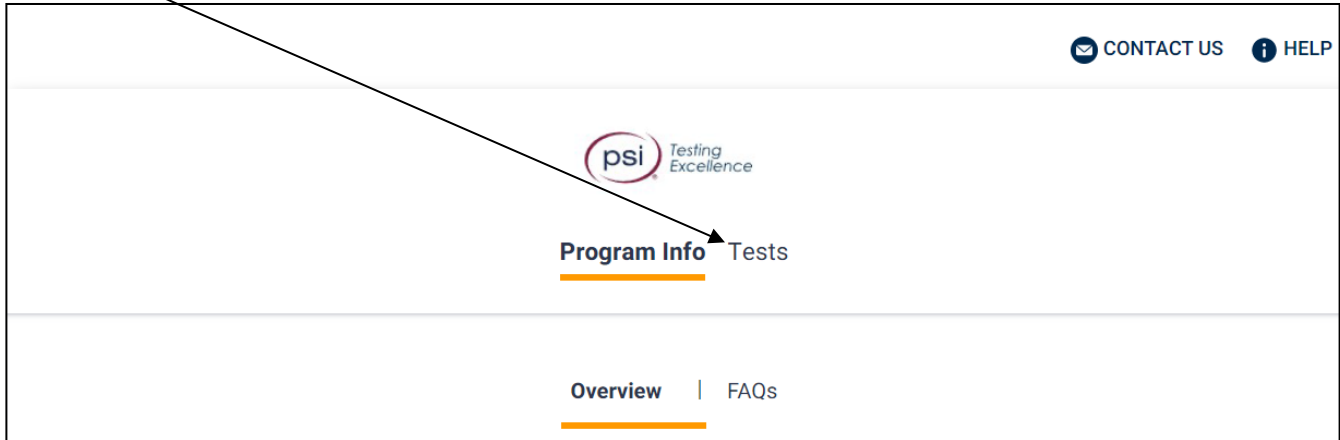 CONTACT US HELP
psi Testing
Excellence
Program Info Tests
Overview | FAQs